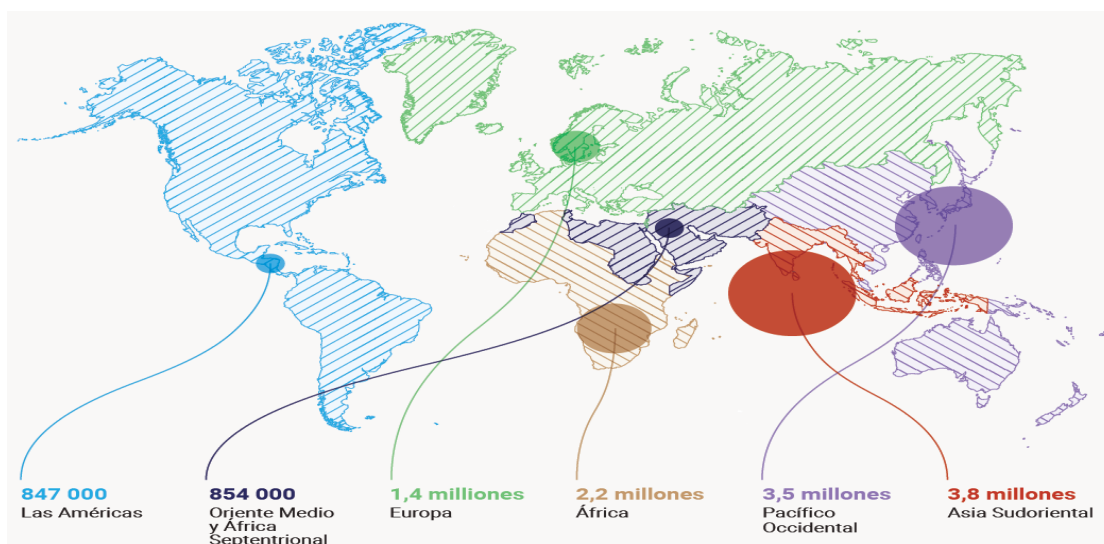 847 000
Las Américas
854 000
Oriente Medio
y África
Septentrional
1,4 milliones
Europa
2,2 millones
África
3,5 millones
Pacífico
Occidental
3,8 millones
Asia Sudoriental